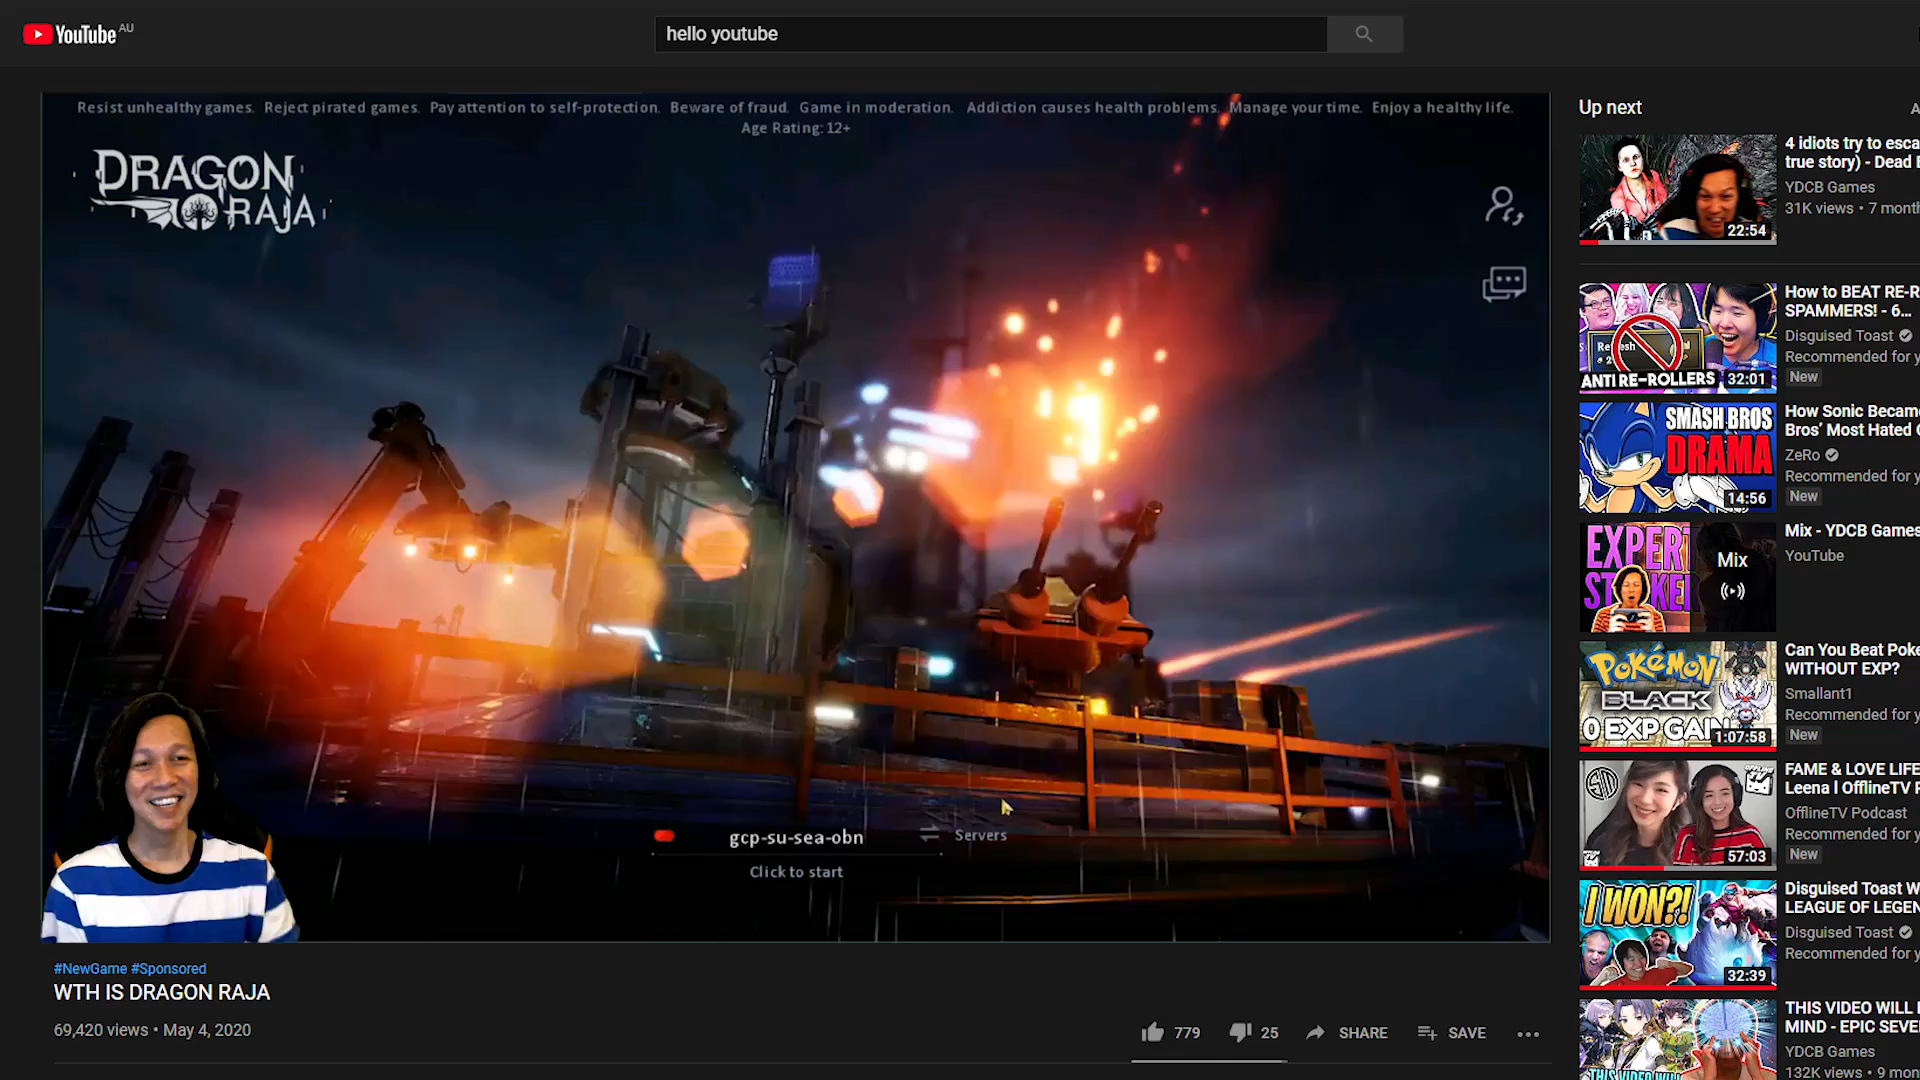 YouTube AU
hello youtube
Resist unhealthy games. Reject pirated games. Pay attention to self-protection. Beware of fraud. Game in moderation. Addiction causes health problems. Manage your time. Enjoy a healthy life.
Age Rating: 12+
DRAGON
RAJA
gcp-su-sea-obn
Servers
Click to start
#NewGame #Sponsored
WTH IS DRAGON RAJA
69,420 views • May 4, 2020
779
25
SHARE
SAVE
Up next
A
22:54
4 idiots try to esca
true story) - Dead
YDCB Games
31K views • 7 month
ANTI RE-ROLLERS
32:01
How to BEAT RE-R
SPAMMERS! - 6...
Disguised Toast
Recommended for y
New
SMASH BROS
DRAMA
14:56
How Sonic Becam
Bros' Most Hated
ZeRo
Recommended for y
New
EXPERT
Mix
Mix - YDCB Games
YouTube
POKéMON
BLACK
0 EXP GAIN
1:07:58
Can You Beat Poke
WITHOUT EXP?
Smallant1
Recommended for y
New
57:03
FAME & LOVE LIFE
Leena l OfflineTV P
OfflineTV Podcast
Recommended for y
New
I WON?!
32:39
Disguised Toast W
LEAGUE OF LEGEN
Disguised Toast
Recommended for y
THIS VIDEO WILL
THIS VIDEO WILL
MIND - EPIC SEVE
YDCB Games
132K views • 9 mon